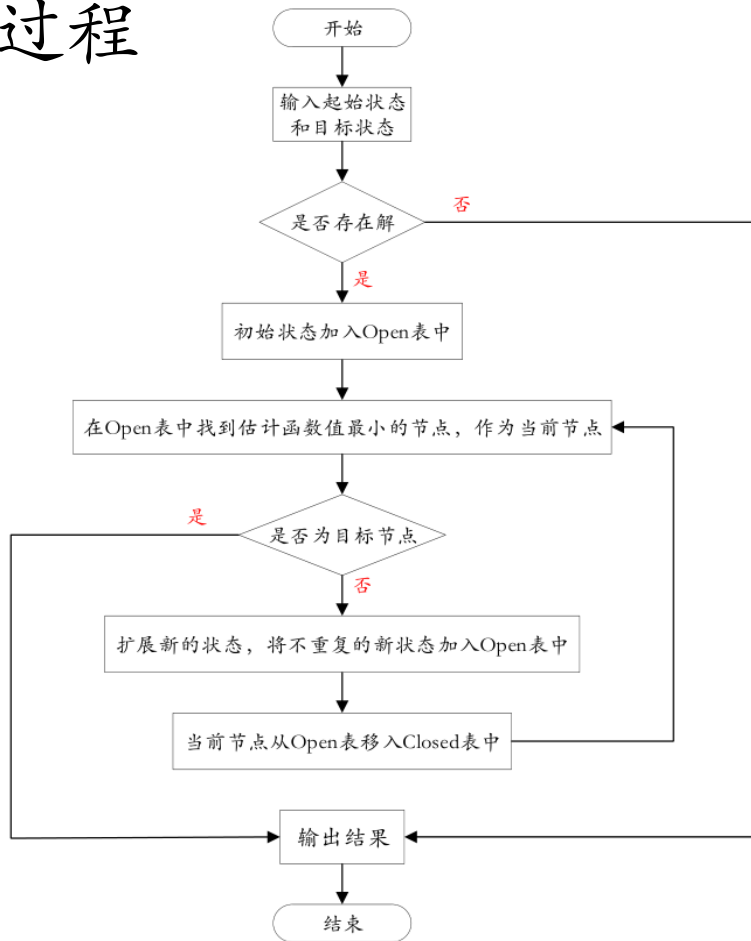 过程
开始
输入起始状态
和目标状态
是否存在解
否
是
初始状态加入Open表中
在Open表中找到估计函数值最小的节点，作为当前节点
是
是否为目标节点
否
扩展新的状态，将不重复的新状态加入Open表中
当前节点从Open表移入Closed表中
输出结果
结束